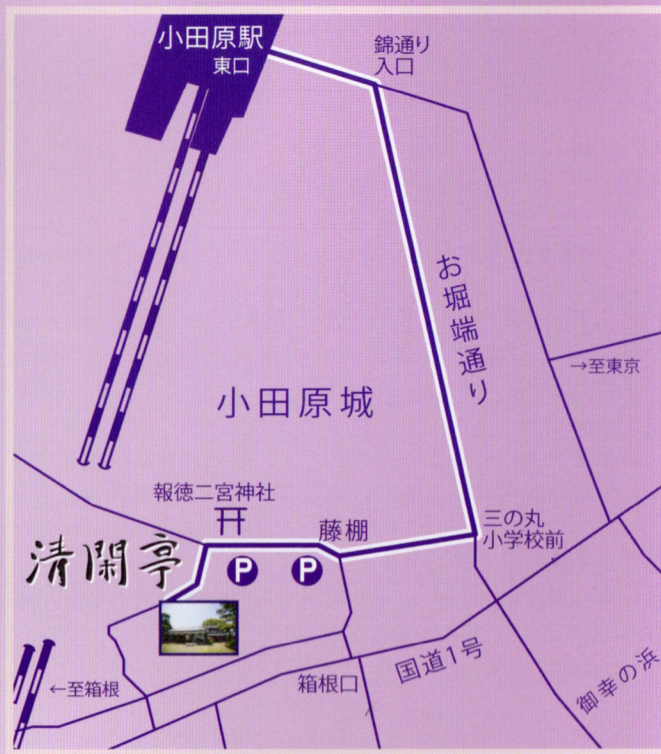 小田原駅
東口
錦通り
入口
お堀端通り
→至東京
小田原城
報徳二宮神社
藤棚
三の丸
小学校前
清閑亭
P
P
国道1号
←至箱根
箱根口
御幸の浜